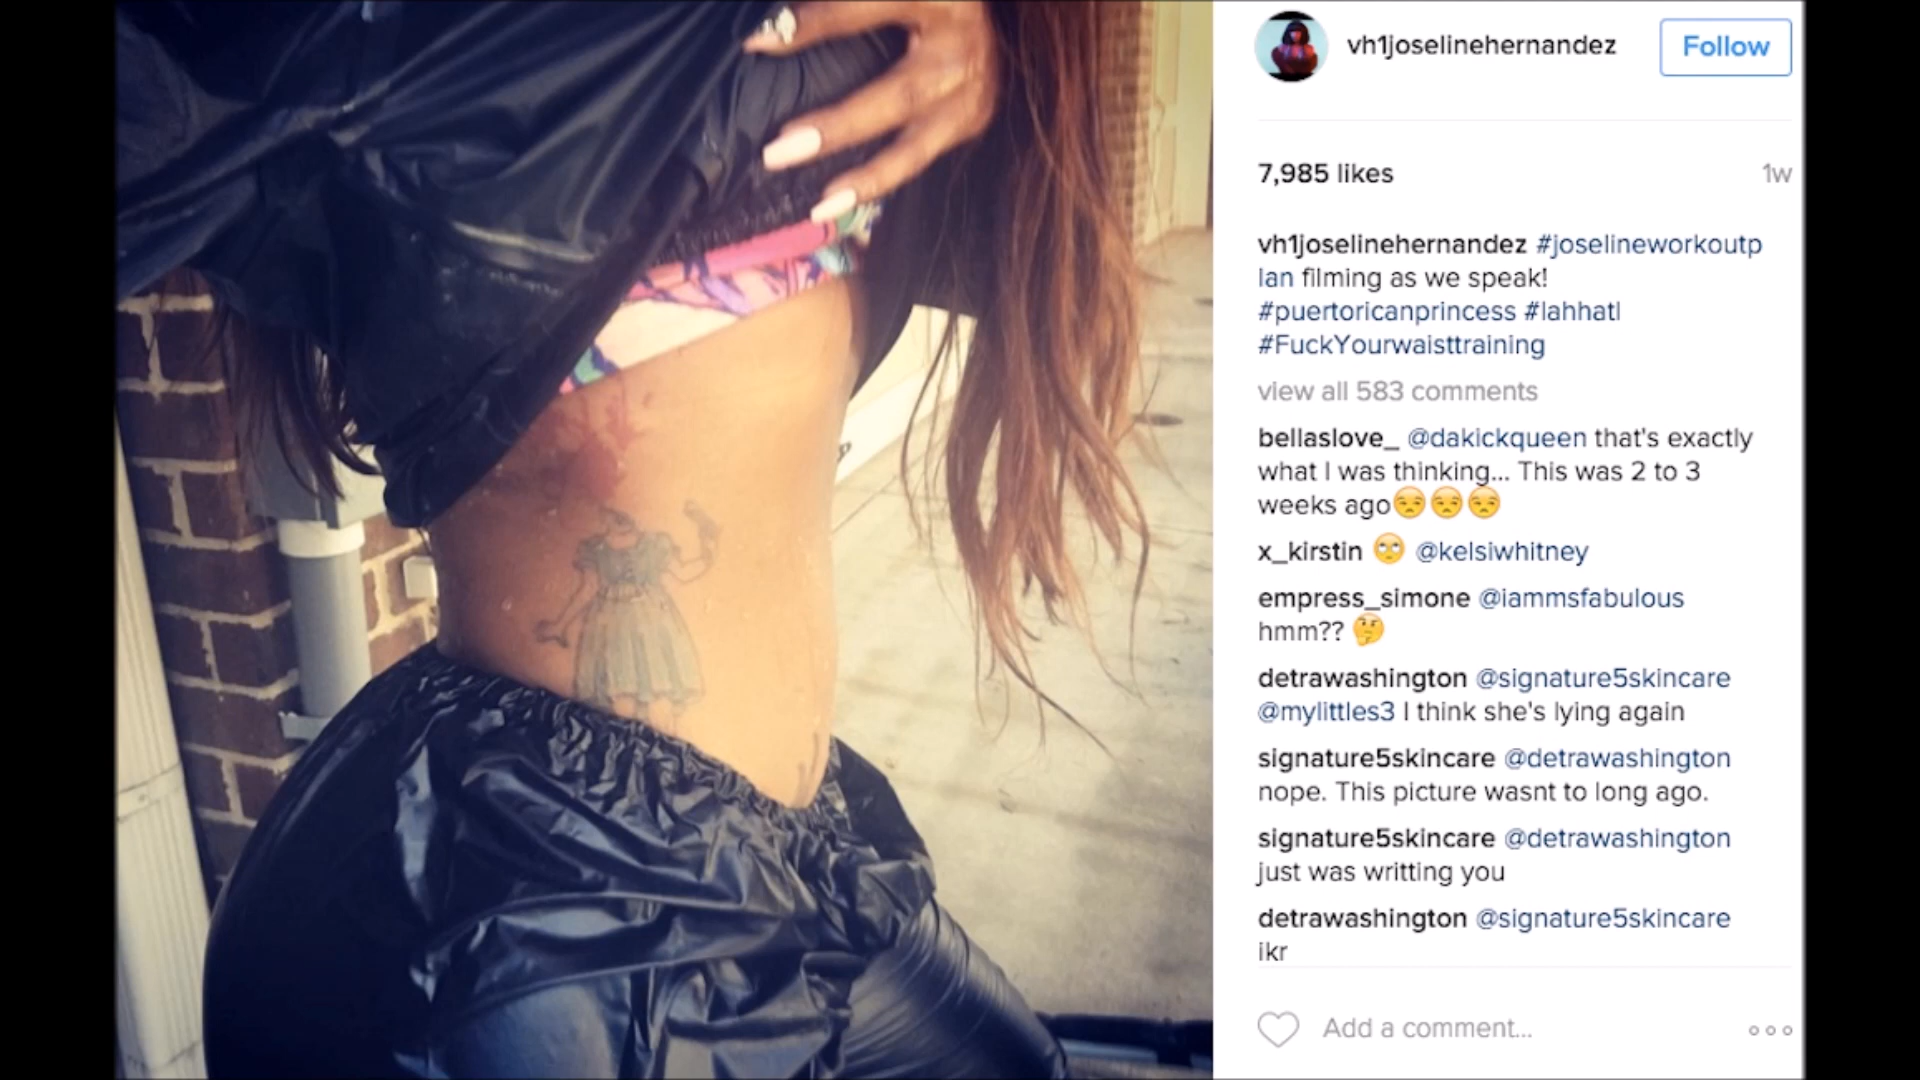 vh1joselinehernandez
Follow
7,985 likes
1w
vh1joselinehernandez #joselineworkoutp
lan filming as we speak!
#puertoricanprincess #lahhatl
#FuckYourwaisttraining
view all 583 comments
bellaslove_ @dakickqueen that's exactly
what I was thinking... This was 2 to 3
weeks ago😒😒😒
x_kirstin 🙄 @kelsiwhitney
empress_simone @iammsfabulous
hmm?? 🤔
detrawashington @signature5skincare
@mylittles3 I think she's lying again
signature5skincare @detrawashington
nope. This picture wasnt to long ago.
signature5skincare @detrawashington
just was writting you
detrawashington @signature5skincare
ikr
Add a comment...